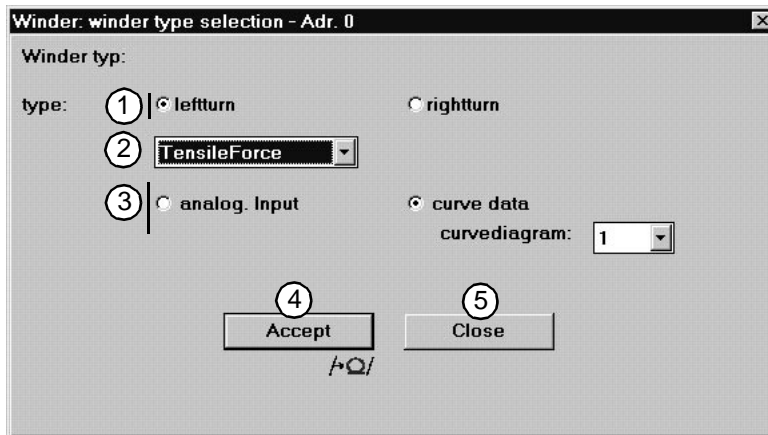 Winder: winder type selection - Adr. 0
Winder typ:
type: 1 leftturn rightturn
2 TensileForce
3 analog. Input curve data
curvediagram: 1
4 5
Accept Close